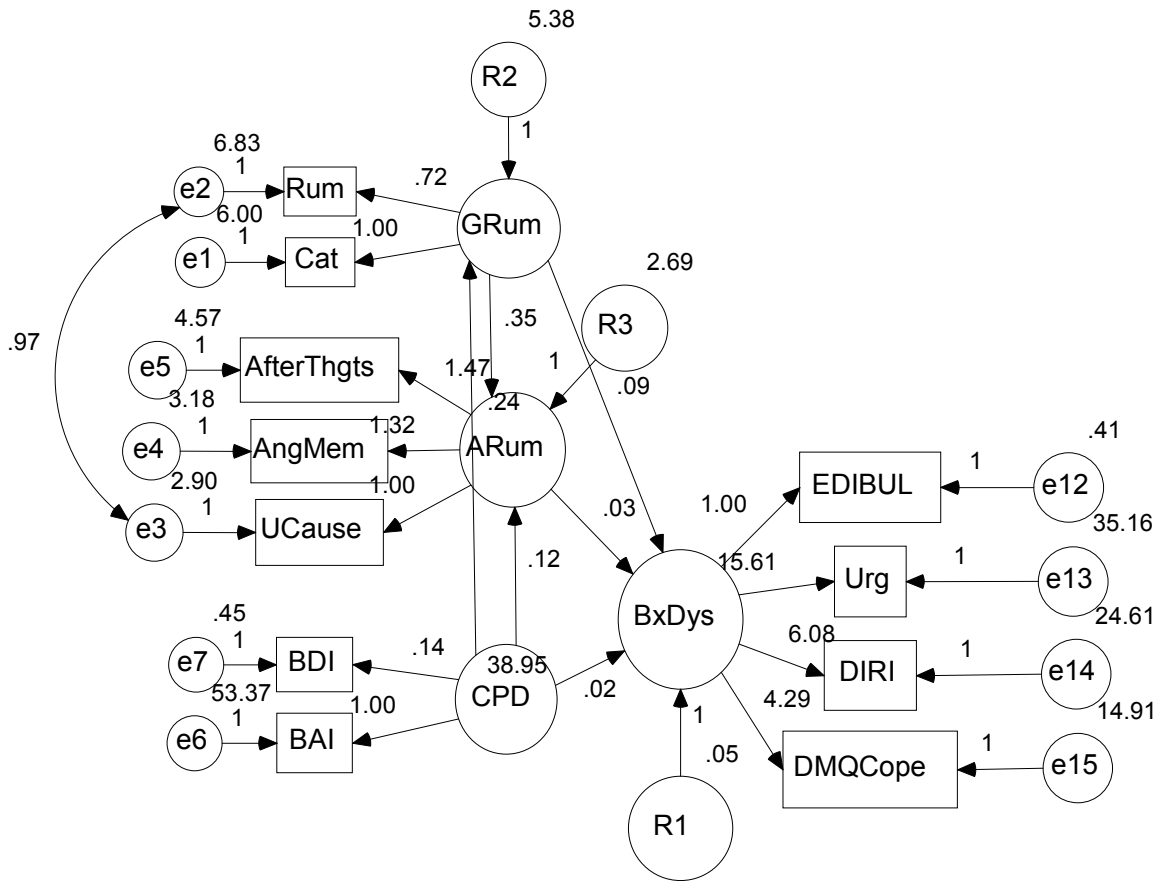 5.38
R2
1
6.83
1
e2
Rum
.72
6.00
1
GRum
1.00
e1
Cat
2.69
R3
.97
4.57
1
.35
1
e5
AfterThgts
1.47
.09
3.18
1
.24
1.32
e4
AngMem
ARum
.41
1
EDIBUL
e12
2.90
1
1.00
1.00
.03
35.16
e3
UCause
.12
15.61
1
Urg
e13
24.61
.45
1
BxDys
.14
6.08
1
e7
BDI
38.95
DIRI
e14
53.37
1
1.00
CPD
.02
4.29
14.91
1
e6
BAI
1
.05
DMQCope
e15
R1